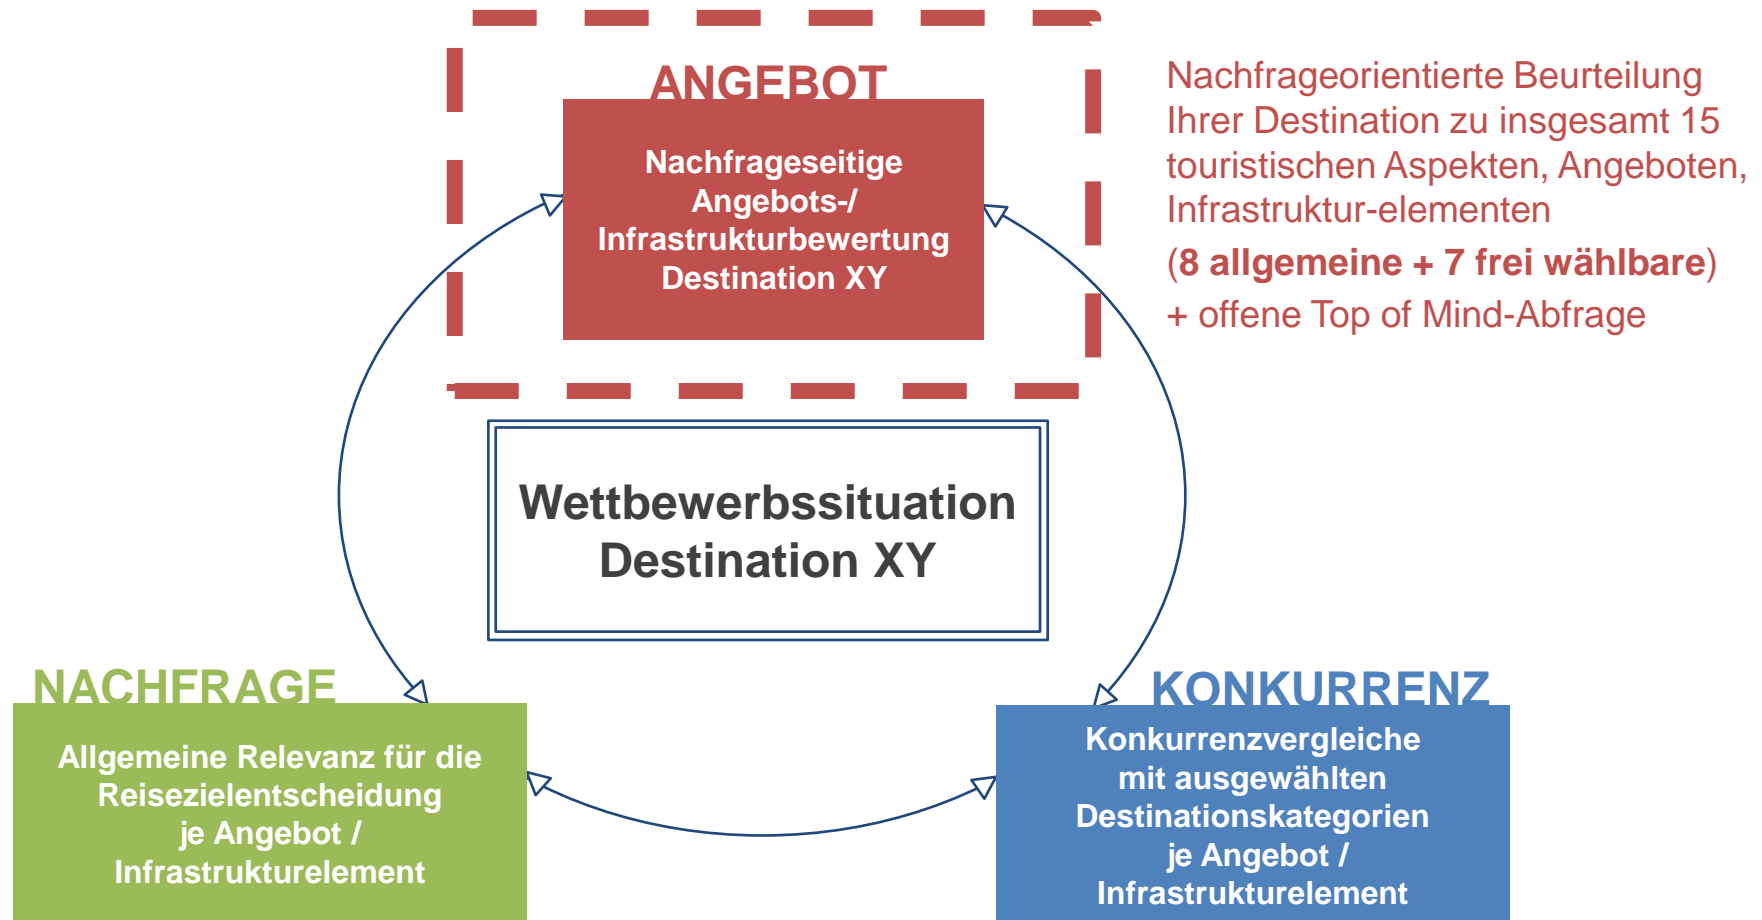 ANGEBOT
Nachfrageseitige
Angebots-/
Infrastrukturbewertung
Destination XY
Nachfrageorientierte Beurteilung
Ihrer Destination zu insgesamt 15
touristischen Aspekten, Angeboten,
Infrastruktur-elementen
(8 allgemeine + 7 frei wählbare)
+ offene Top of Mind-Abfrage
Wettbewerbssituation
Destination XY
NACHFRAGE
Allgemeine Relevanz für die
Reisezielentscheidung
je Angebot /
Infrastrukturelement
KONKURRENZ
Konkurrenzvergleiche
mit ausgewählten
Destinationskategorien
je Angebot /
Infrastrukturelement